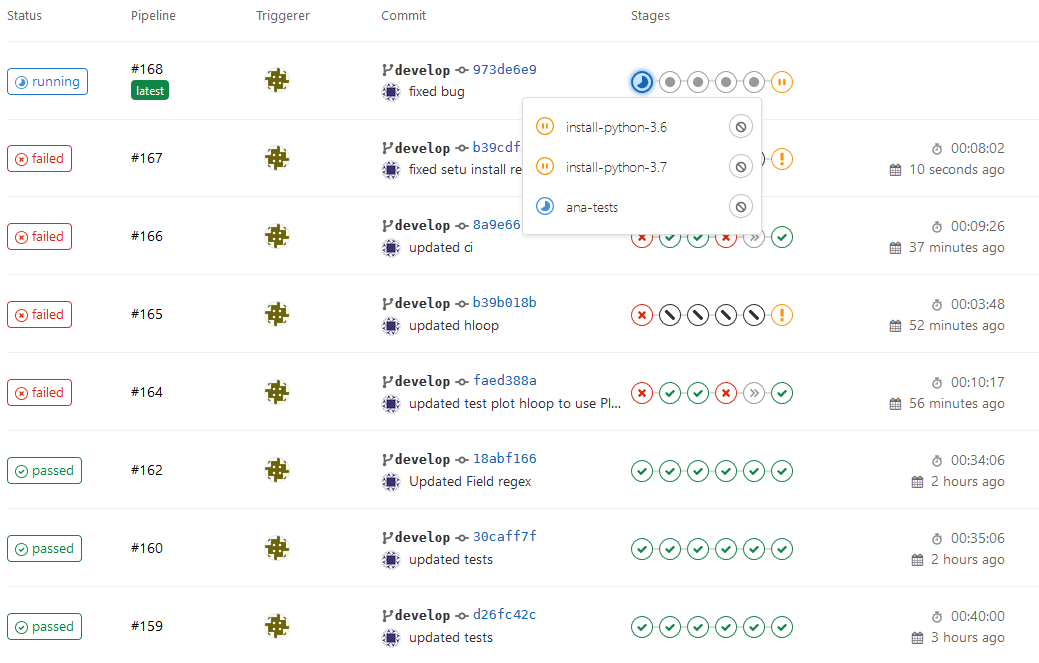 Status Pipeline Triggerer Commit Stages
running #168 develop 973de6e9
latest fixed bug
install-python-3.6
install-python-3.7
ana-tests
failed #167 develop b39cdf 00:08:02
fixed setu install re 10 seconds ago
failed #166 develop 8a9e66 00:09:26
updated ci 37 minutes ago
failed #165 develop b39b018b 00:03:48
updated hloop 52 minutes ago
failed #164 develop faed388a 00:10:17
updated test plot hloop to use Pl... 56 minutes ago
passed #162 develop 18abf166 00:34:06
Updated Field regex 2 hours ago
passed #160 develop 30caff7f 00:35:06
updated tests 2 hours ago
passed #159 develop d26fc42c 00:40:00
updated tests 3 hours ago